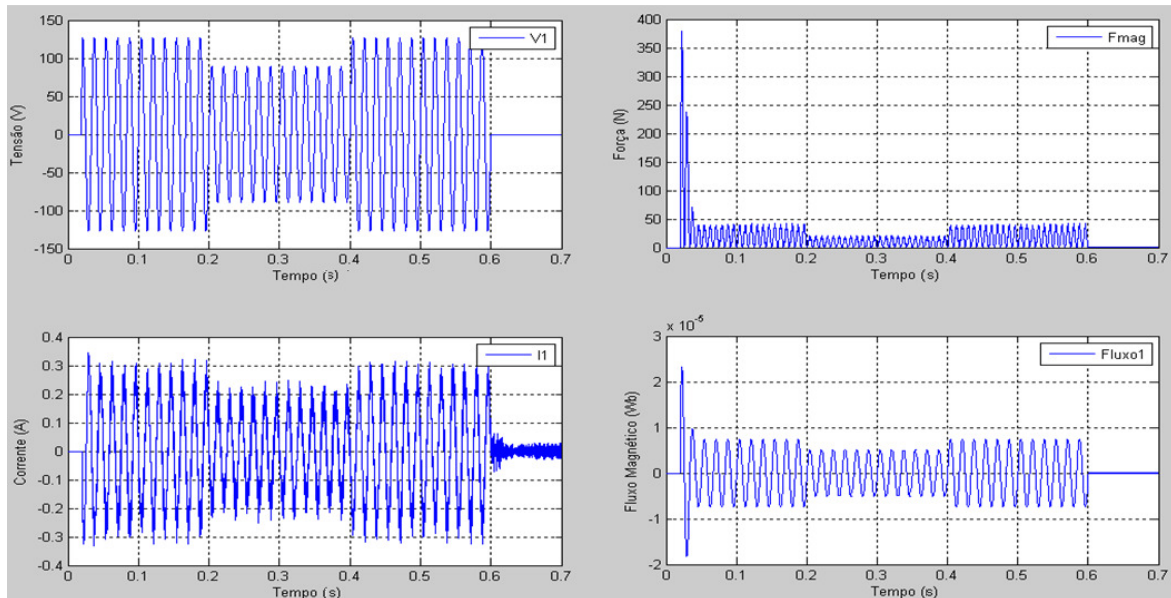 150
100
50
0
-50
-100
-150
Tensão (V)
V1
0 0.1 0.2 0.3 0.4 0.5 0.6 0.7
Tempo (s)
400
350
300
250
200
150
100
50
0
Força (N)
Fmag
0 0.1 0.2 0.3 0.4 0.5 0.6 0.7
Tempo (s)
0.4
0.3
0.2
0.1
0
-0.1
-0.2
-0.3
-0.4
Corrente (A)
I1
0 0.1 0.2 0.3 0.4 0.5 0.6 0.7
Tempo (s)
x 10⁻⁵
3
2
1
0
-1
-2
Fluxo Magnético (Wb)
Fluxo1
0 0.1 0.2 0.3 0.4 0.5 0.6 0.7
Tempo (s)